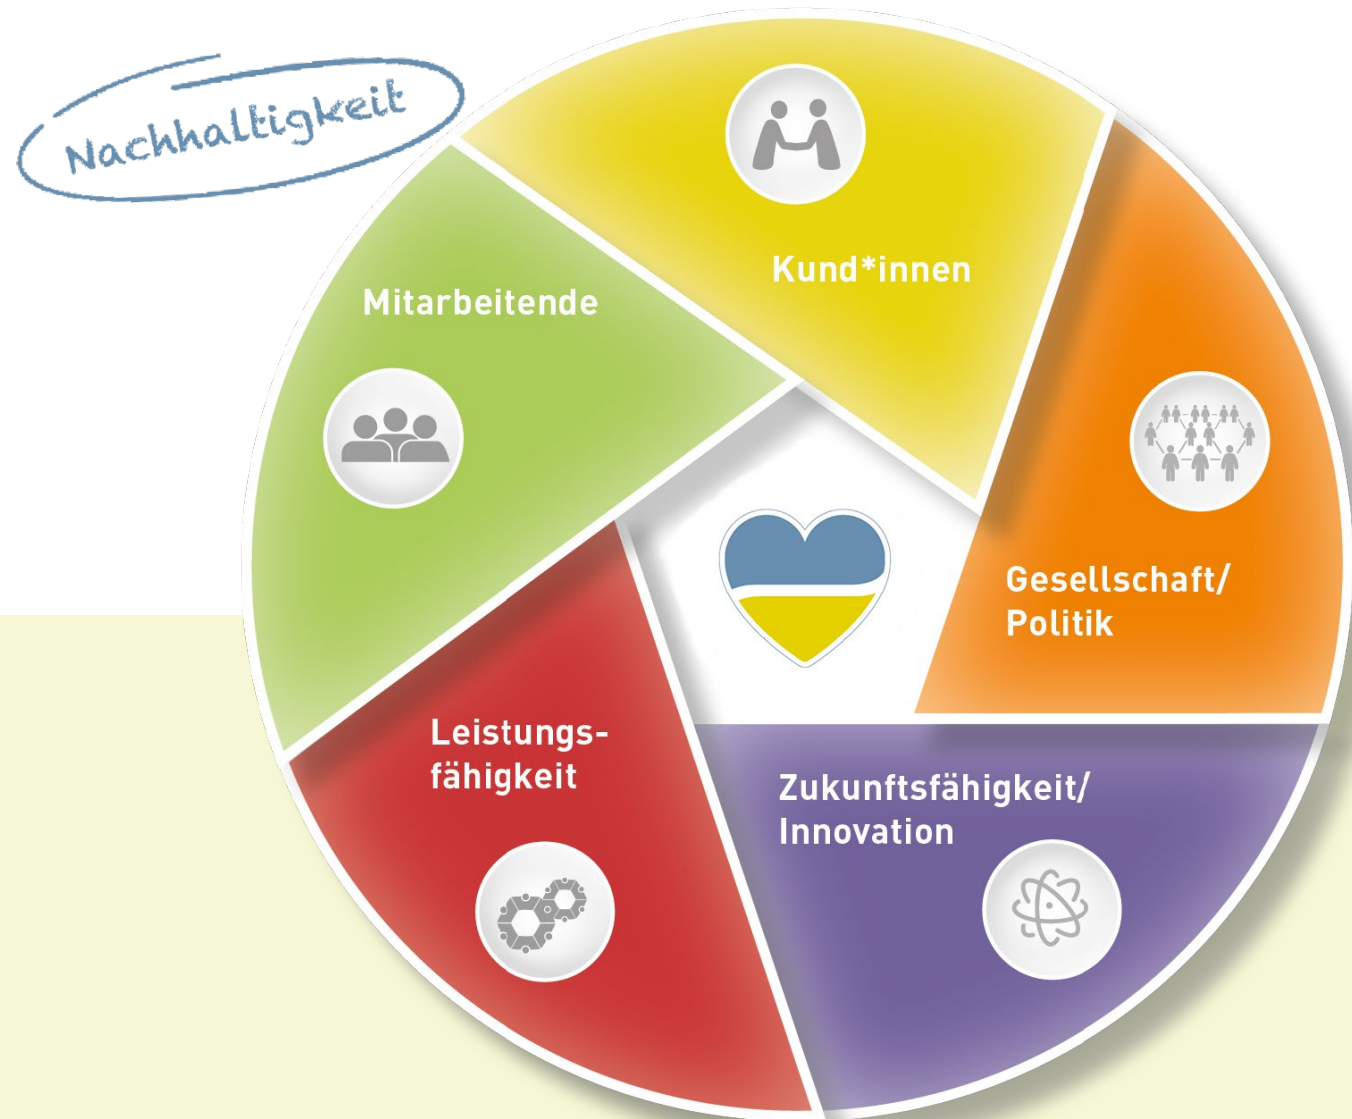 Nachhaltigkeit
Kund*innen
Mitarbeitende
Gesellschaft/
Politik
Leistungs-
fähigkeit
Zukunftsfähigkeit/
Innovation